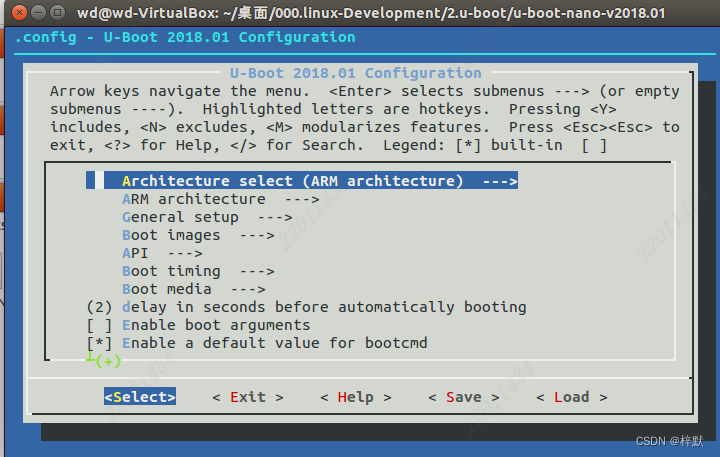 wd@wd-VirtualBox: ~/桌面/000.linux-Development/2.u-boot/u-boot-nano-v2018.01
.config - U-Boot 2018.01 Configuration
U-Boot 2018.01 Configuration
Arrow keys navigate the menu.  <Enter> selects submenus ---> (or empty
submenus ----).  Highlighted letters are hotkeys.  Pressing <Y>
includes, <N> excludes, <M> modularizes features.  Press <Esc><Esc> to
exit, <?> for Help, </> for Search.  Legend: [*] built-in  [ ]
Architecture select (ARM architecture)  --->
ARM architecture  --->
General setup  --->
Boot images  --->
API  --->
Boot timing  --->
Boot media  --->
(2) delay in seconds before automatically booting
[ ] Enable boot arguments
[*] Enable a default value for bootcmd
┴(+)
<Select>    < Exit >    < Help >    < Save >    < Load >
CSDN @梓默